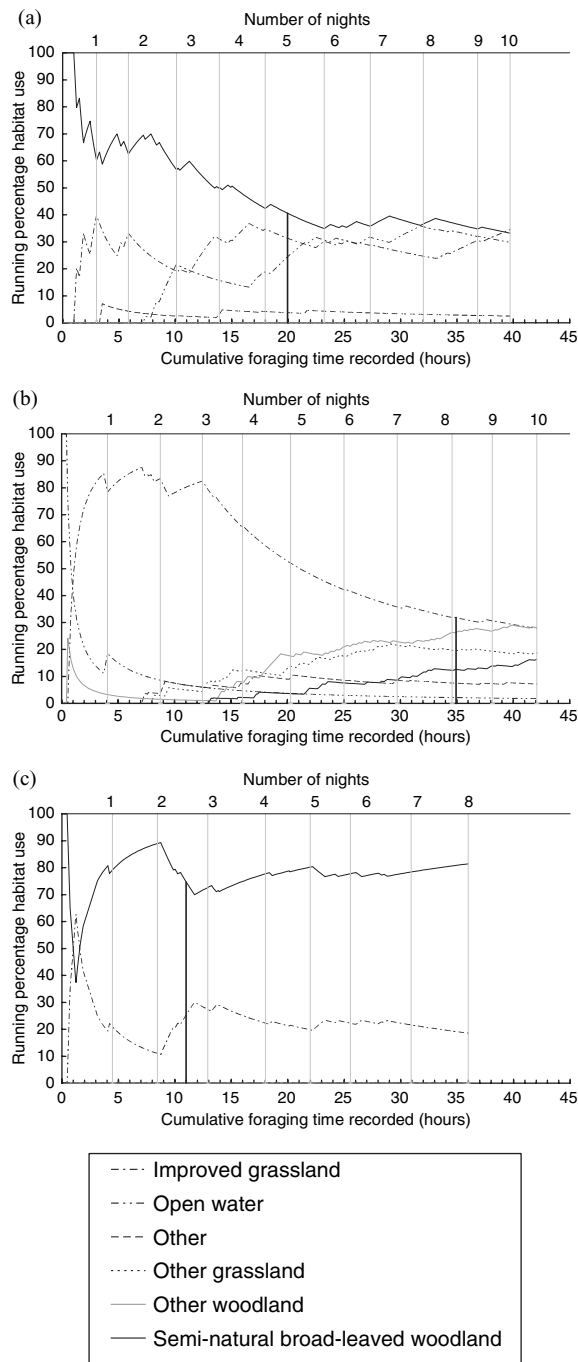 (a)
Number of nights
1 2 3 4 5 6 7 8 9 10
100
90
80
70
60
50
40
30
20
10
0
Running percentage habitat use
0 5 10 15 20 25 30 35 40 45
Cumulative foraging time recorded (hours)
(b)
Number of nights
1 2 3 4 5 6 7 8 9 10
100
90
80
70
60
50
40
30
20
10
0
Running percentage habitat use
0 5 10 15 20 25 30 35 40 45
Cumulative foraging time recorded (hours)
(c)
Number of nights
1 2 3 4 5 6 7 8
100
90
80
70
60
50
40
30
20
10
0
Running percentage habitat use
0 5 10 15 20 25 30 35 40 45
Cumulative foraging time recorded (hours)
Improved grassland
Open water
Other
Other grassland
Other woodland
Semi-natural broad-leaved woodland